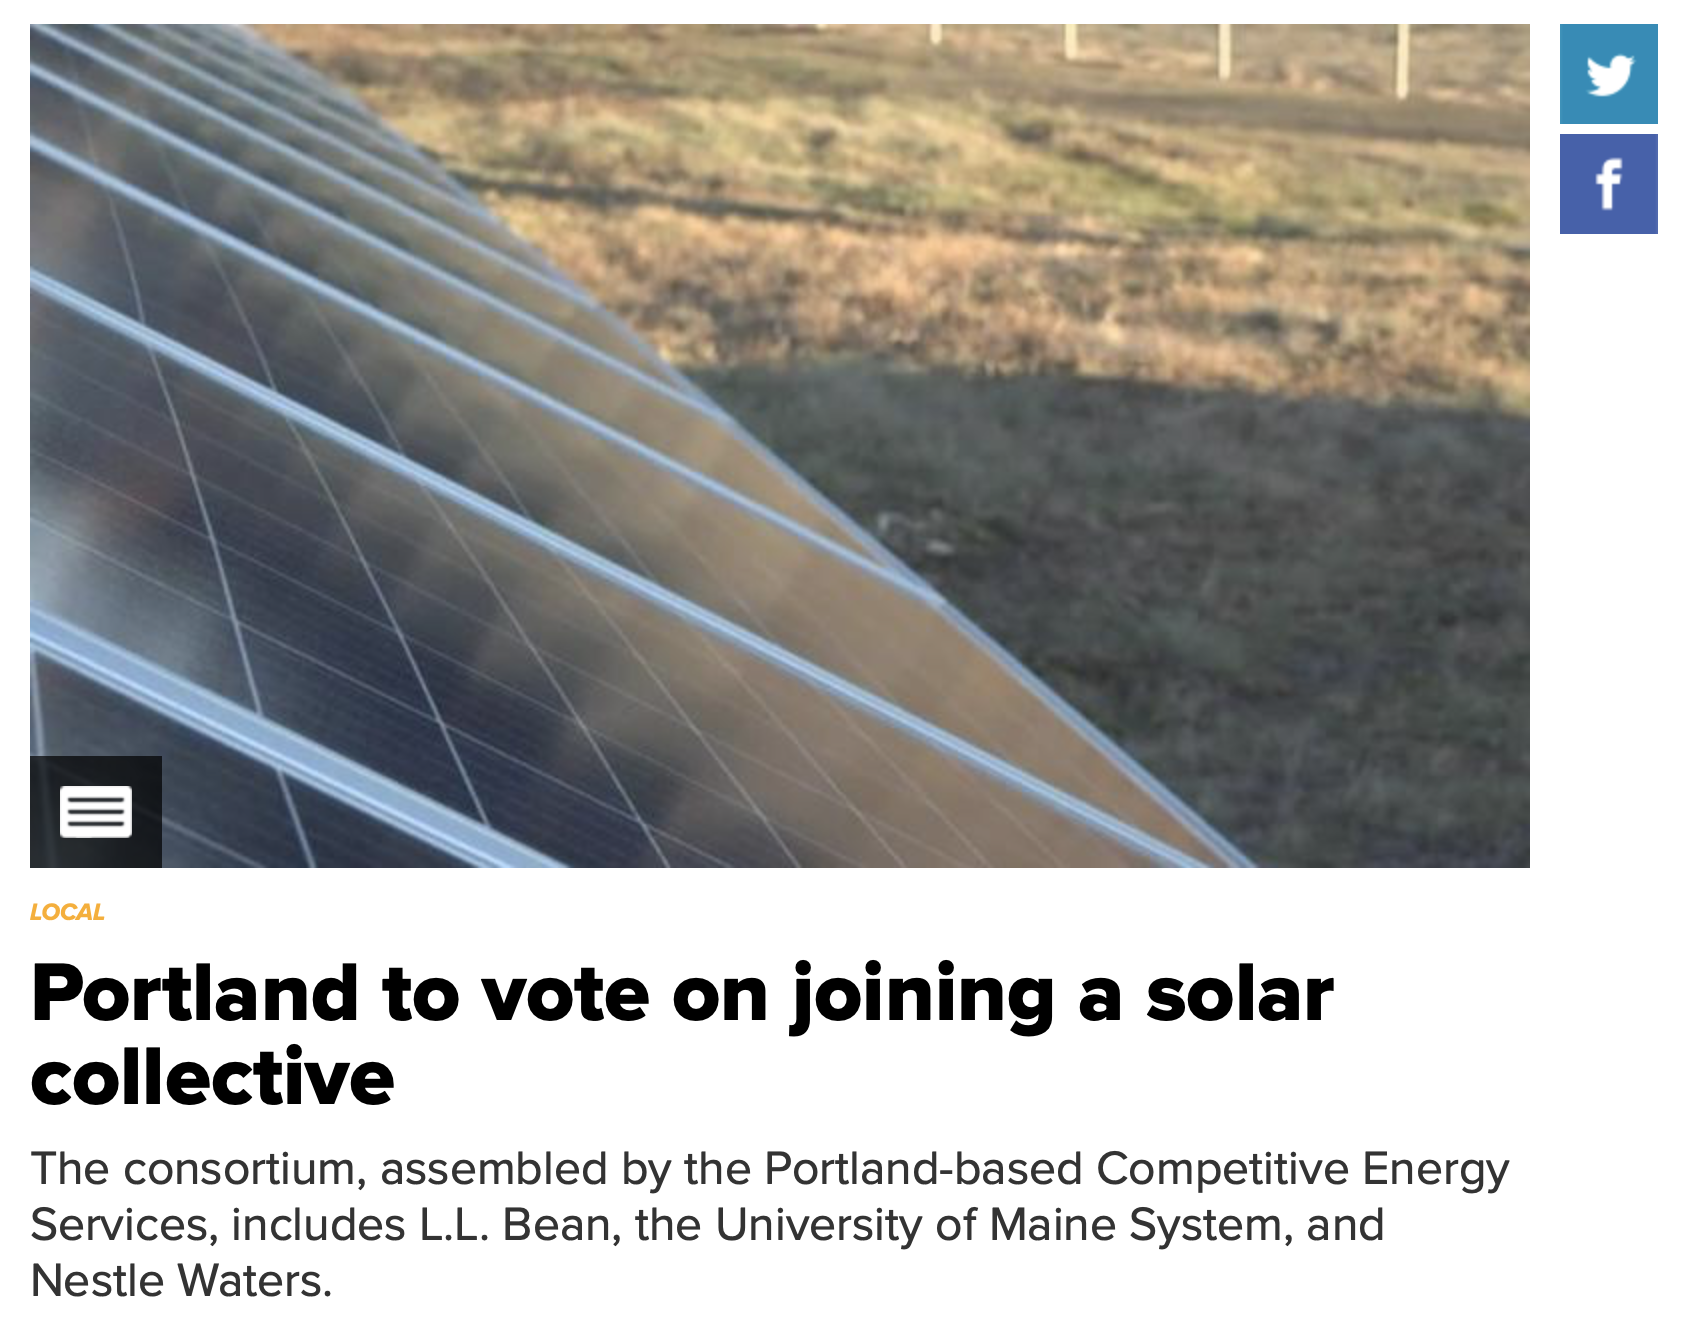 LOCAL
Portland to vote on joining a solar
collective
The consortium, assembled by the Portland-based Competitive Energy
Services, includes L.L. Bean, the University of Maine System, and
Nestle Waters.